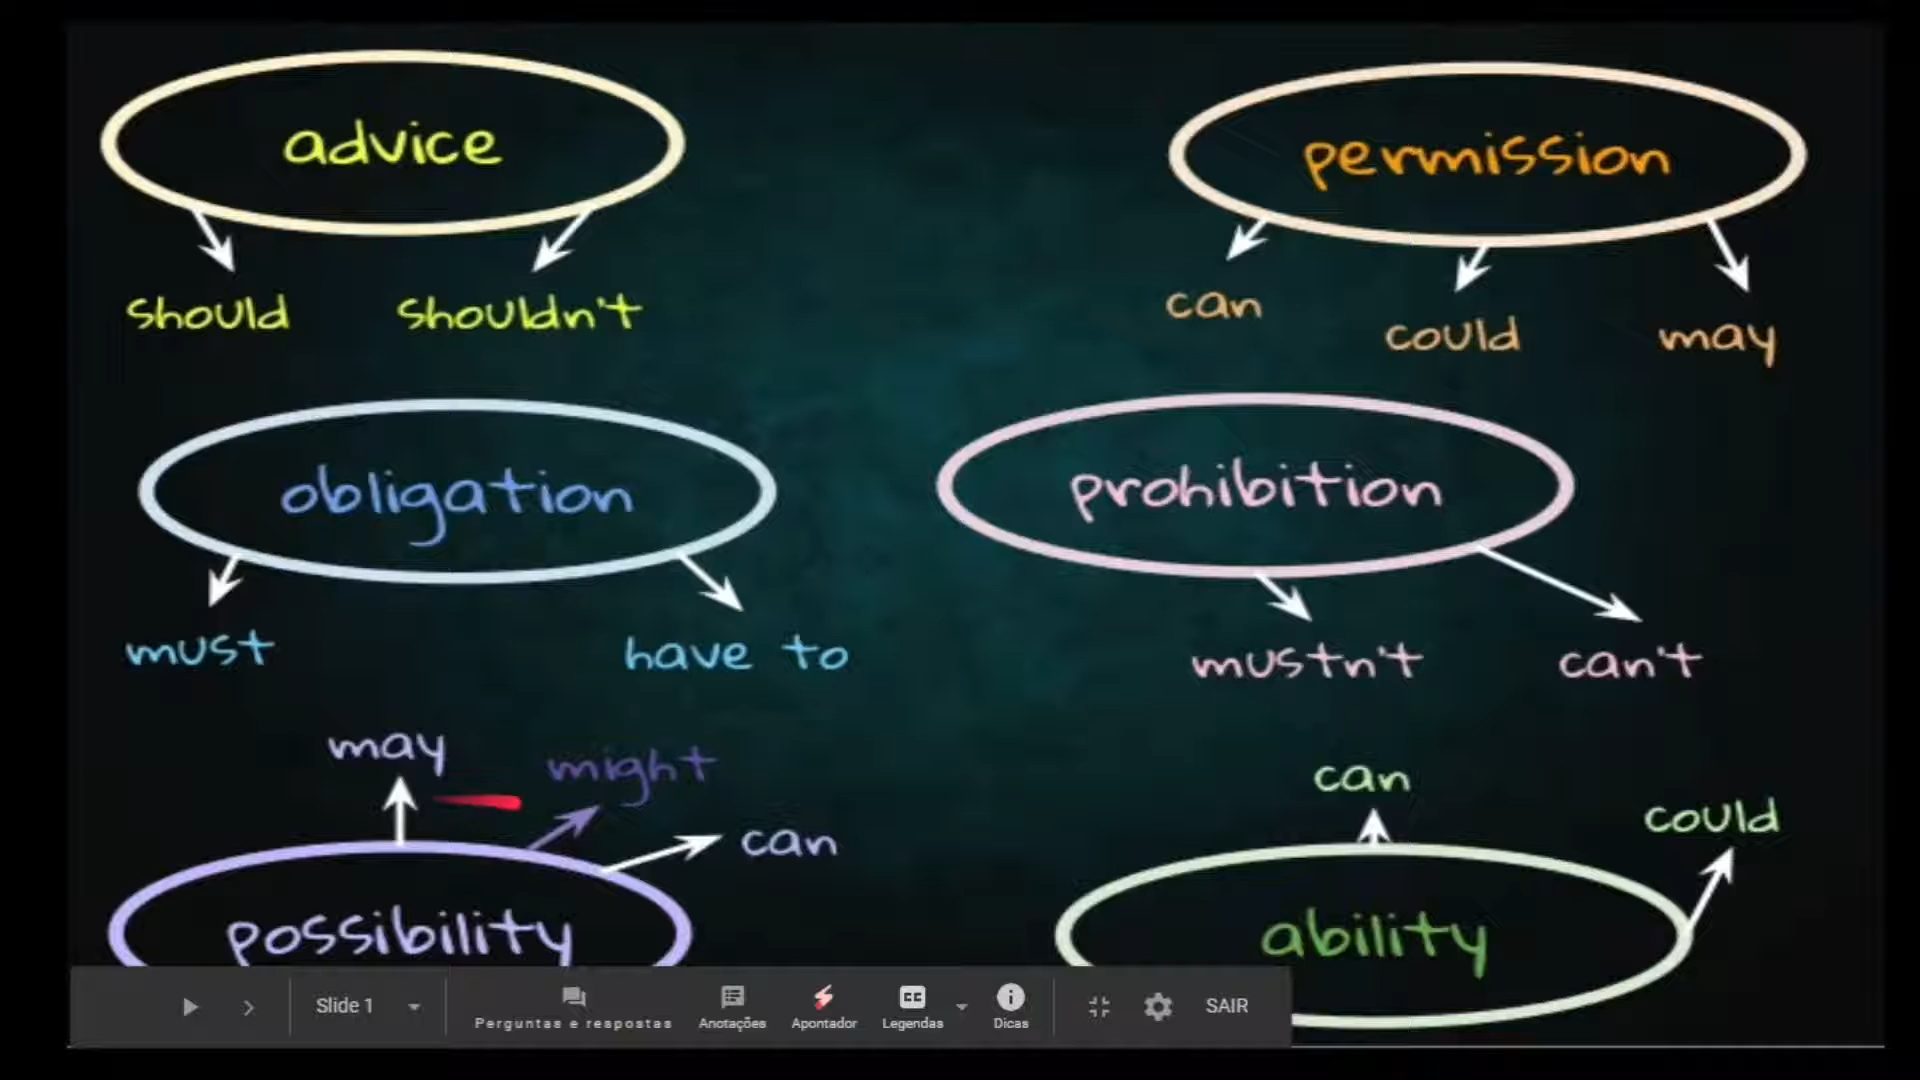 advice
should shouldn't
permission
can could may
obligation
must have to
prohibition
mustn't can't
may might can
possibility
can could
ability
Slide 1
Perguntas e respostas
Anotações
Apontador
CC
Legendas
Dicas
SAIR